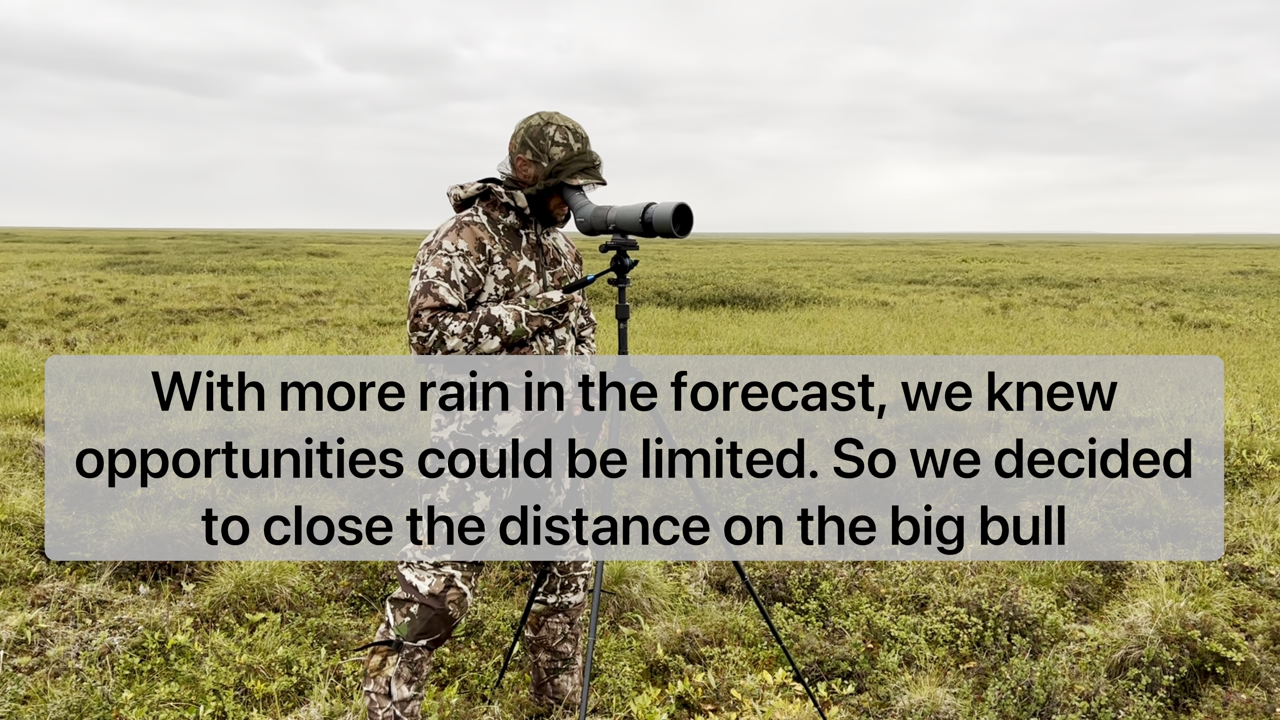 With more rain in the forecast, we knew
opportunities could be limited. So we decided
to close the distance on the big bull